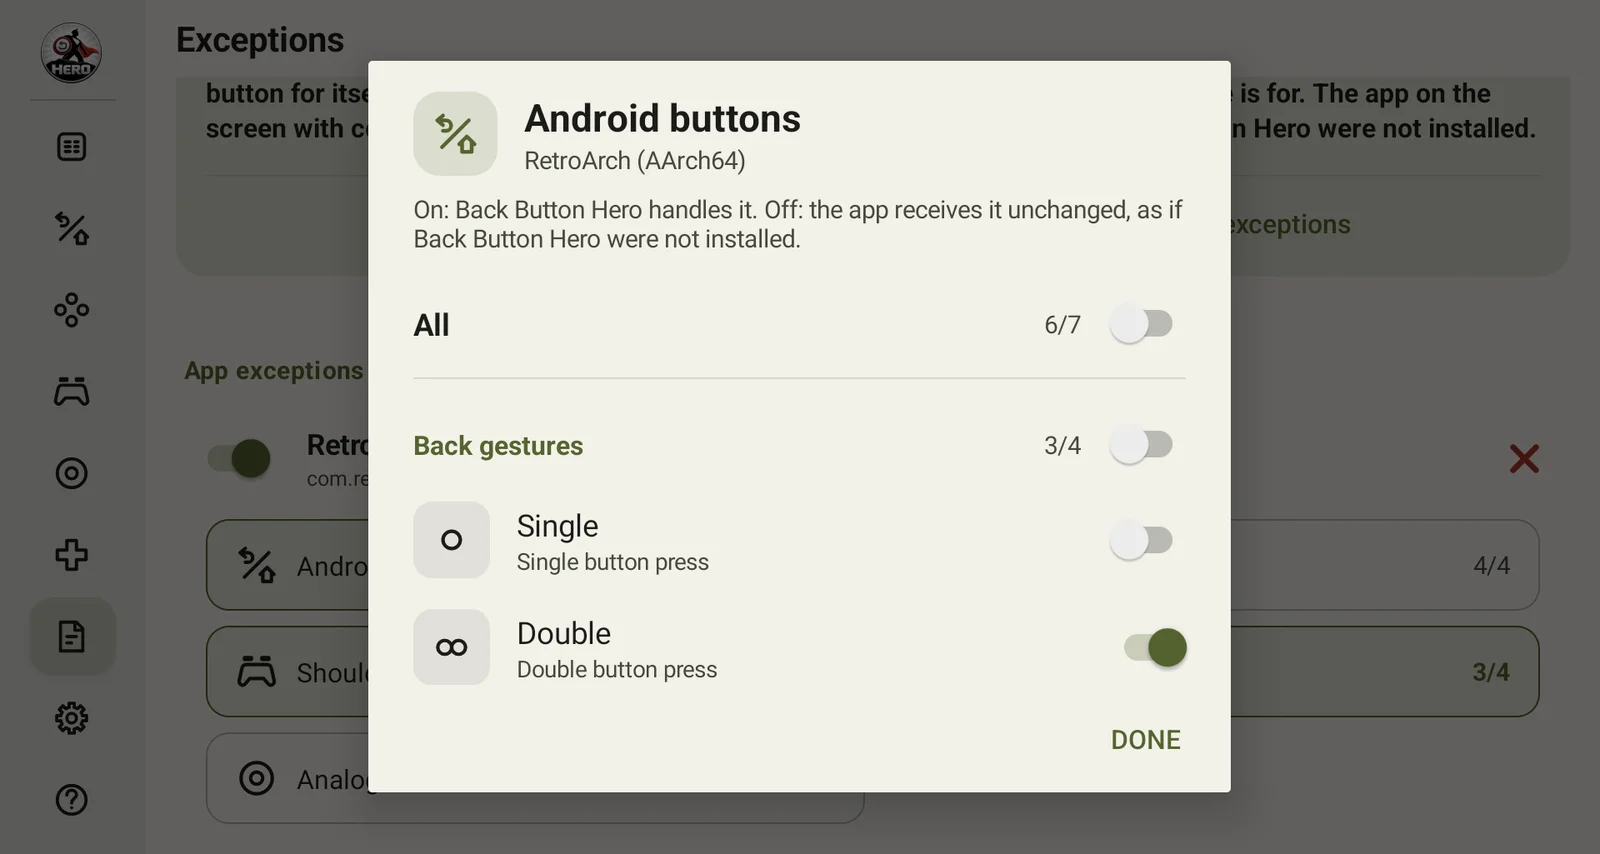 HERO
Exceptions
button for itse
is for. The app on the
screen with c
n Hero were not installed.
exceptions
App exceptions
Retro
com.re
Andro
4/4
Should
3/4
Analog
Android buttons
RetroArch (AArch64)
On: Back Button Hero handles it. Off: the app receives it unchanged, as if
Back Button Hero were not installed.
All
6/7
Back gestures
3/4
Single
Single button press
Double
Double button press
DONE